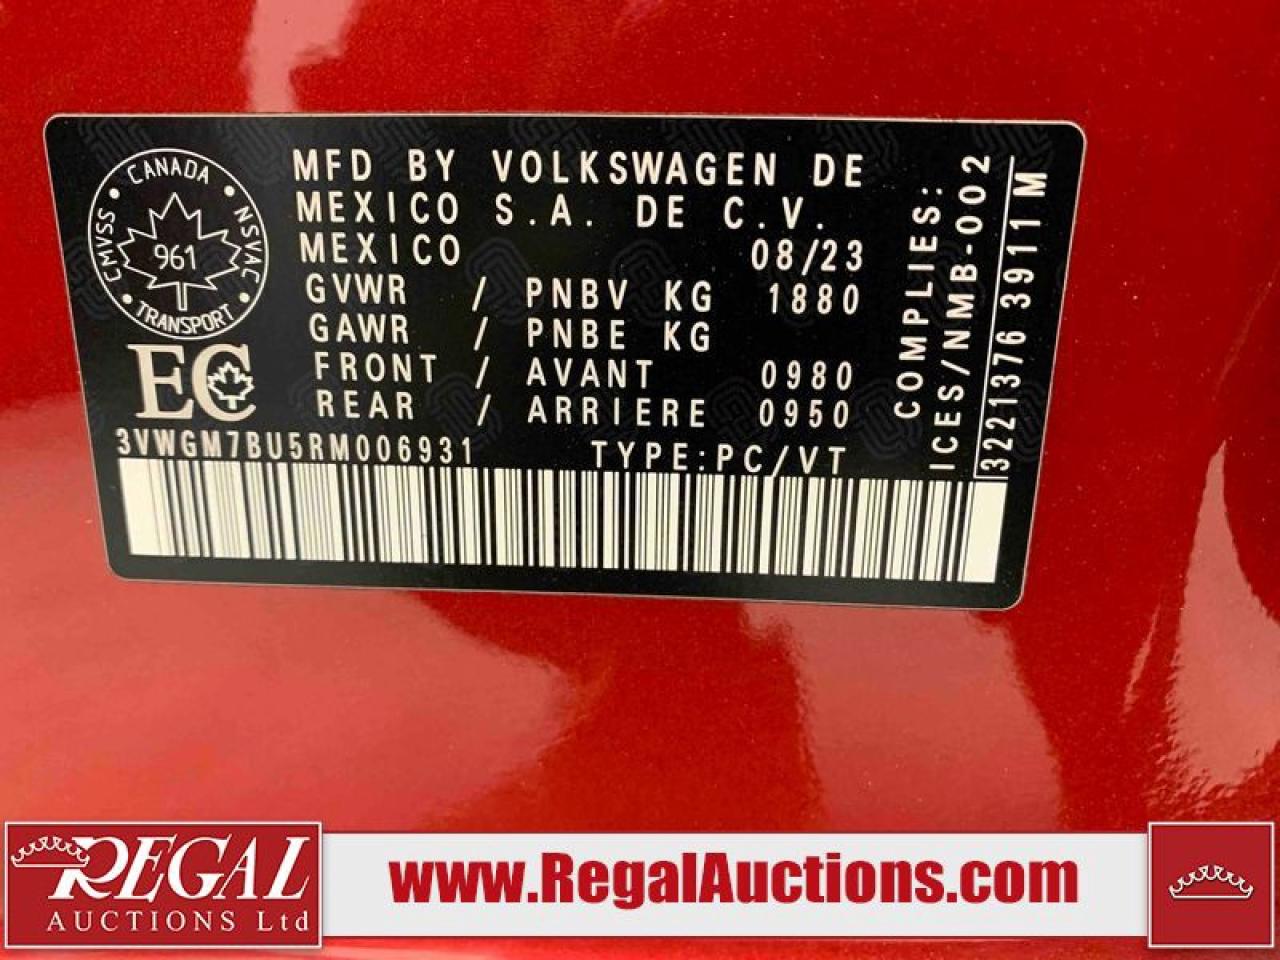 CANADA
CMVSS
NSVAC
961
TRANSPORT
EC
MFD BY VOLKSWAGEN DE
MEXICO S.A. DE C.V.
MEXICO 08/23
GVWR / PNBV KG 1880
GAWR / PNBE KG
FRONT / AVANT 0980
REAR / ARRIERE 0950
3VWGM7BU5RM006931 TYPE:PC/VT
COMPLIES:
ICES/NMB-002
3221376 3911M
REGAL
AUCTIONS Ltd
www.RegalAuctions.com